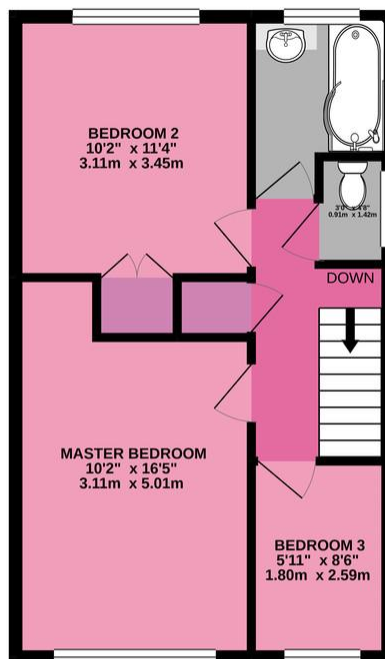 BEDROOM 2
10'2" x 11'4"
3.11m x 3.45m
3'0" x 4'8"
0.91m x 1.42m
DOWN
MASTER BEDROOM
10'2" x 16'5"
3.11m x 5.01m
BEDROOM 3
5'11" x 8'6"
1.80m x 2.59m